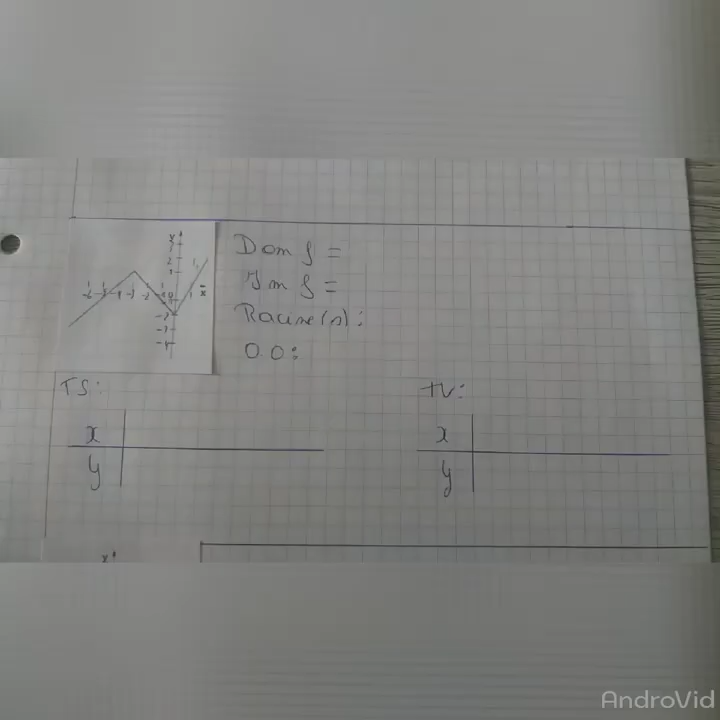 Dom f =
Im f =
Racine(s):
O.O:
TS:
TV:
x
y
x
y
AndroVid